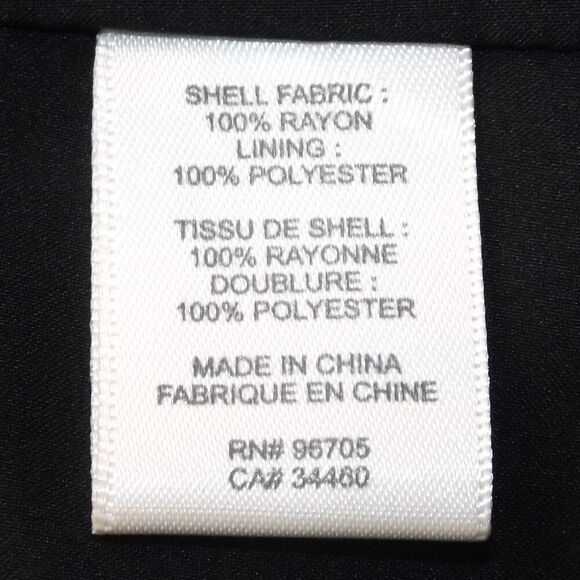 SHELL FABRIC :
100% RAYON
LINING :
100% POLYESTER
TISSU DE SHELL :
100% RAYONNE
DOUBLURE :
100% POLYESTER
MADE IN CHINA
FABRIQUE EN CHINE
RN# 96705
CA# 34460